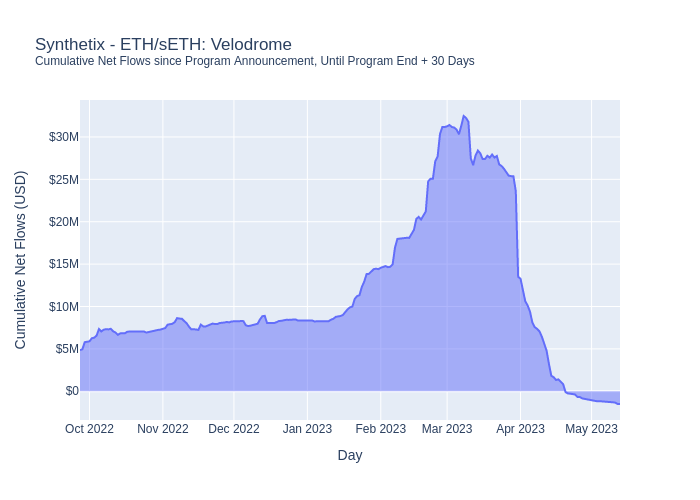 Synthetix - ETH/sETH: Velodrome
Cumulative Net Flows since Program Announcement, Until Program End + 30 Days
Cumulative Net Flows (USD)
$30M
$25M
$20M
$15M
$10M
$5M
$0
Oct 2022 Nov 2022 Dec 2022 Jan 2023 Feb 2023 Mar 2023 Apr 2023 May 2023
Day